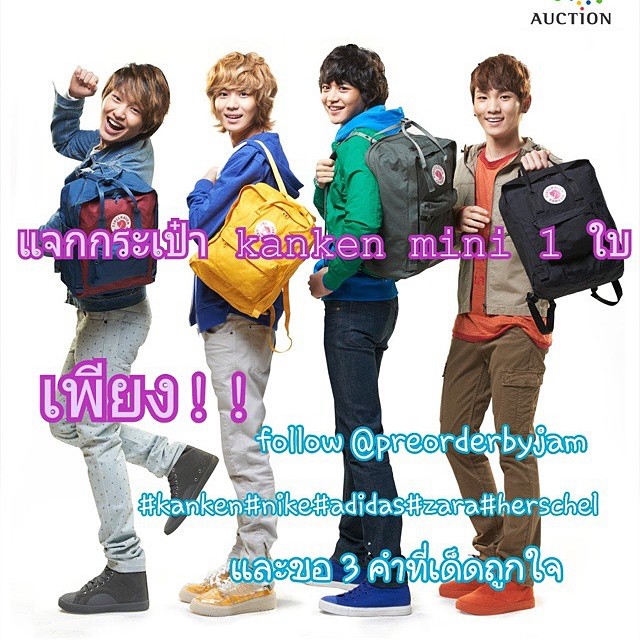 AUCTION
แจกกระเป๋า kanken mini 1 ใบ
เพียง!!
follow @preorderbyjam
#kanken#nike#adidas#zara#herschel
และขอ 3 คำที่เด็ดถูกใจ